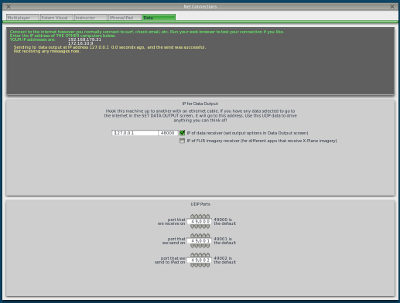 Net Connections
Multiplayer
Extern Visual
Instructor
IPhone/iPad
Data
Connect to the internet however you normally connect to surf, check email, etc. Run your web browser to test your connection if you like.
Enter the IP address of THE OTHER computers below.
YOUR IP addresses are:
192.168.170.21
172.16.10.3
Sending to data output at IP address 127.0.0.1 0.0 seconds ago, and the send was successful.
Not receiving any messages now.
IP for Data Output
Hook this machine up to another with an ethernet cable. If you have any data selected to go to
the internet in the SET DATA OUTPUT screen, it will go to this address. Use this UDP data to drive
anything you can think of!
127.0.0.1
49000
IP of data receiver (set output options in Data Output screen)
IP of FLIR imagery receiver (for different apps that receive X-Plane imagery)
UDP Ports
port that
we receive on
49000
49000 is
the default
port that
we send on
49001
49001 is
the default
port that we
send to iPad on
49002
49002 is
the default